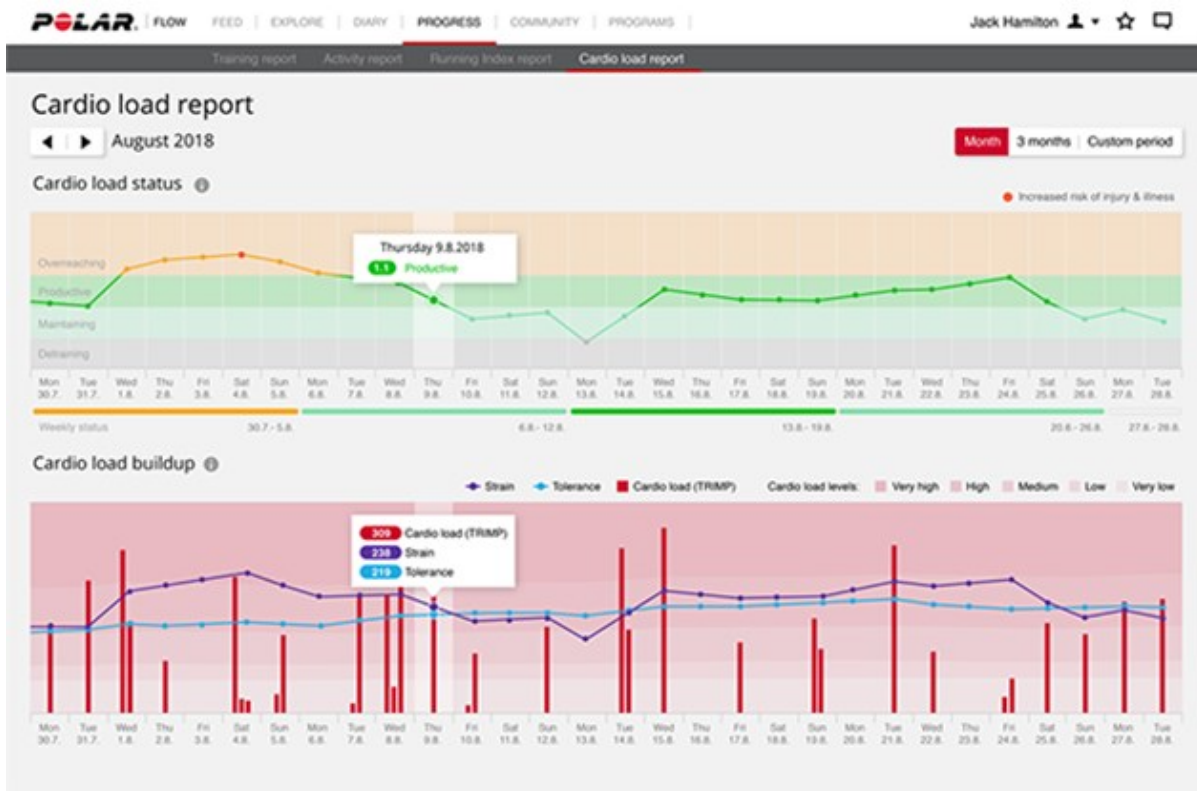 POLAR. FLOW FEED EXPLORE DIARY PROGRESS COMMUNITY PROGRAMS Jack Hamilton
Training report Activity report Running Index report Cardio load report
Cardio load report
August 2018
Month 3 months Custom period
Cardio load status
Increased risk of injury & illness
Thursday 9.8.2018
1.1 Productive
Overreaching
Productive
Maintaining
Detraining
Mon Tue Wed Thu Fri Sat Sun Mon Tue Wed Thu Fri Sat Sun Mon Tue Wed Thu Fri Sat Sun Mon Tue Wed Thu Fri Sat Sun Mon Tue
30.7. 31.7. 1.8. 2.8. 3.8. 4.8. 5.8. 6.8. 7.8. 8.8. 9.8. 10.8. 11.8. 12.8. 13.8. 14.8. 15.8. 16.8. 17.8. 18.8. 19.8. 20.8. 21.8. 22.8. 23.8. 24.8. 25.8. 26.8. 27.8. 28.8.
Weekly status 30.7.- 5.8. 6.8.- 12.8. 13.8.- 19.8. 20.8.- 26.8. 27.8.- 28.8.
Cardio load buildup
Strain Tolerance Cardio load (TRIMP) Cardio load levels: Very high High Medium Low Very low
309 Cardio load (TRIMP)
238 Strain
219 Tolerance
Mon Tue Wed Thu Fri Sat Sun Mon Tue Wed Thu Fri Sat Sun Mon Tue Wed Thu Fri Sat Sun Mon Tue Wed Thu Fri Sat Sun Mon Tue
30.7. 31.7. 1.8. 2.8. 3.8. 4.8. 5.8. 6.8. 7.8. 8.8. 9.8. 10.8. 11.8. 12.8. 13.8. 14.8. 15.8. 16.8. 17.8. 18.8. 19.8. 20.8. 21.8. 22.8. 23.8. 24.8. 25.8. 26.8. 27.8. 28.8.